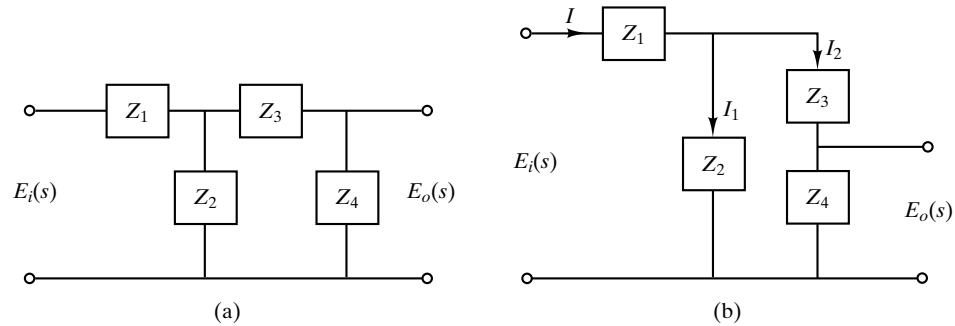 Z1
Z3
Z2
Z4
Ei(s)
Eo(s)
(a)
I
Z1
I2
Z3
I1
Z2
Z4
Ei(s)
Eo(s)
(b)